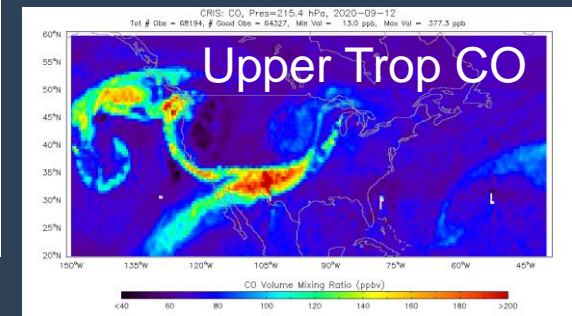 CRIS: CO, Pres=215.4 hPa, 2020-09-12
Tot # Obs = 68194, # Good Obs = 64327, Min Val = 13.0 ppb, Max Val = 377.3 ppb
Upper Trop CO
60°N
55°N
50°N
45°N
40°N
35°N
30°N
25°N
20°N
150°W 135°W 120°W 105°W 90°W 75°W 60°W 45°W
CO Volume Mixing Ratio (ppbv)
<40 60 80 100 120 140 160 180 >200